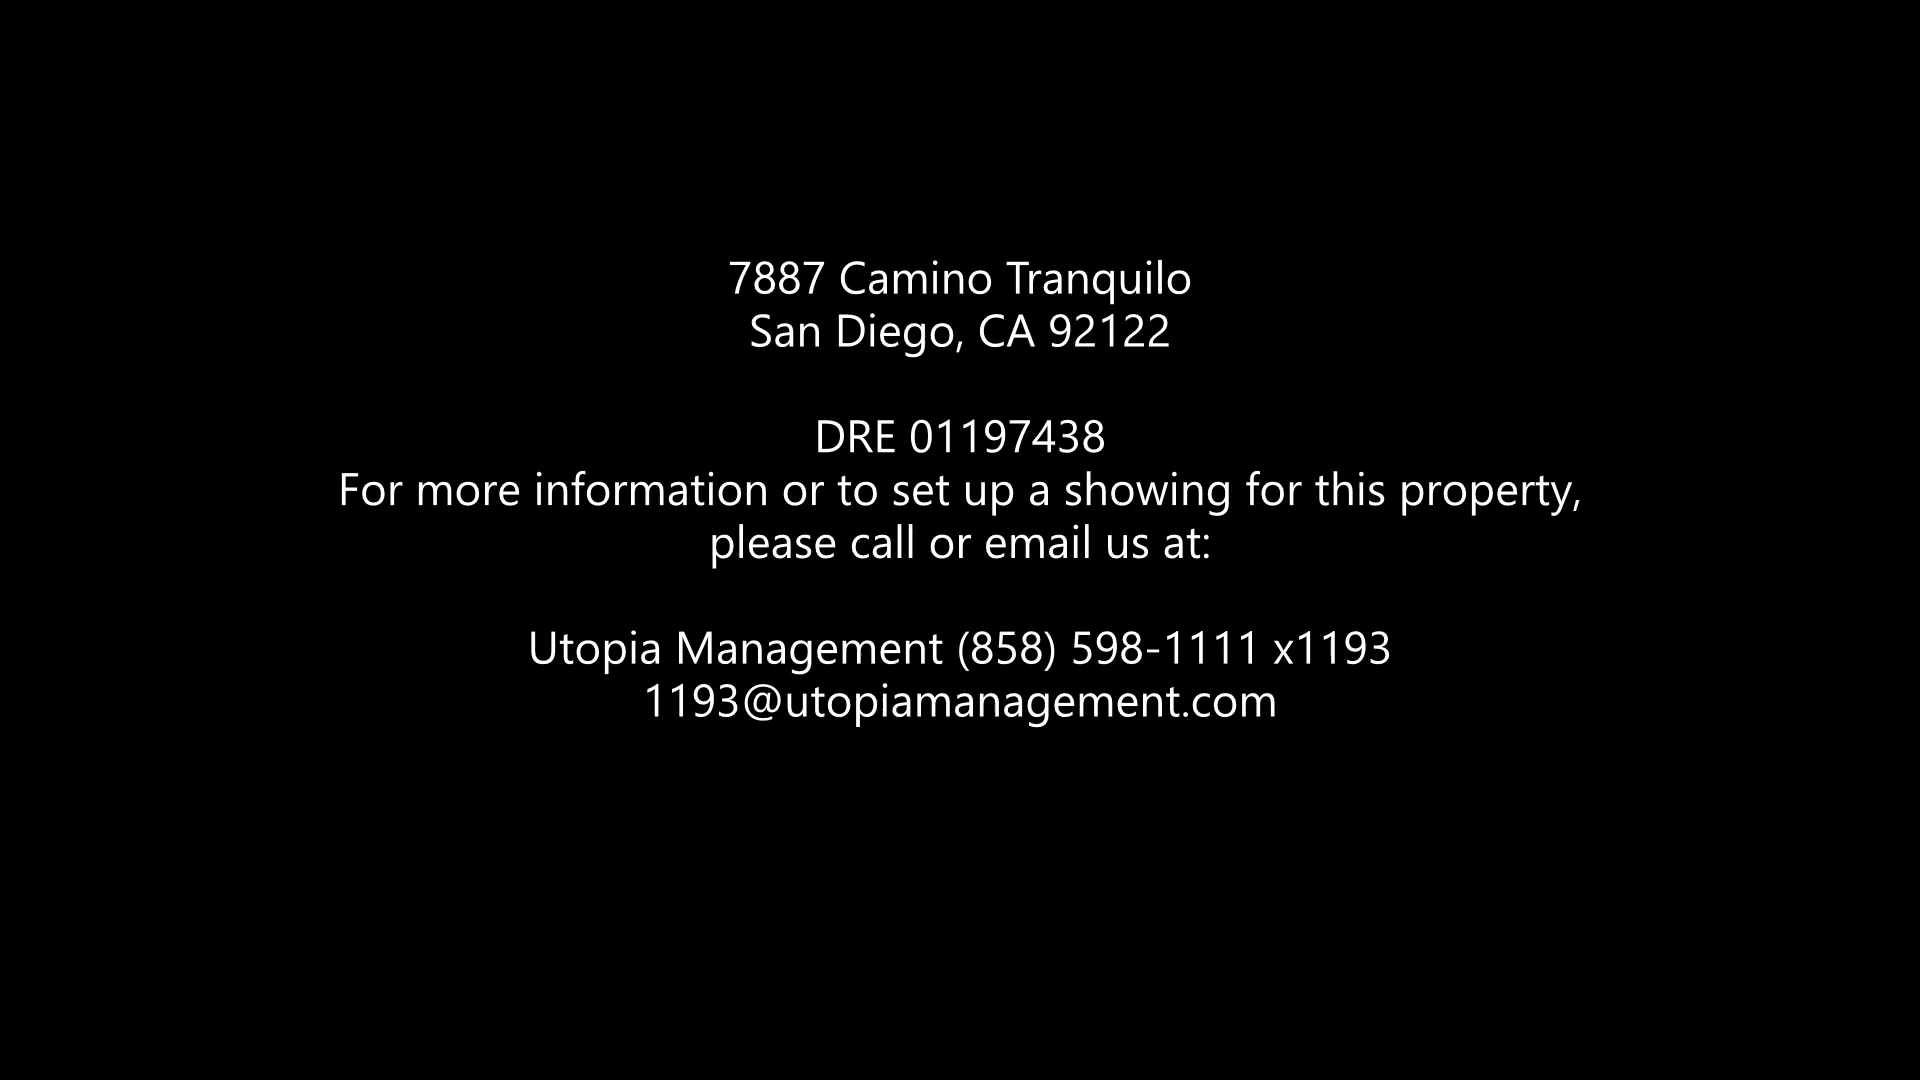 7887 Camino Tranquilo
San Diego, CA 92122
DRE 01197438
For more information or to set up a showing for this property,
please call or email us at:
Utopia Management (858) 598-1111 x1193
1193@utopiamanagement.com